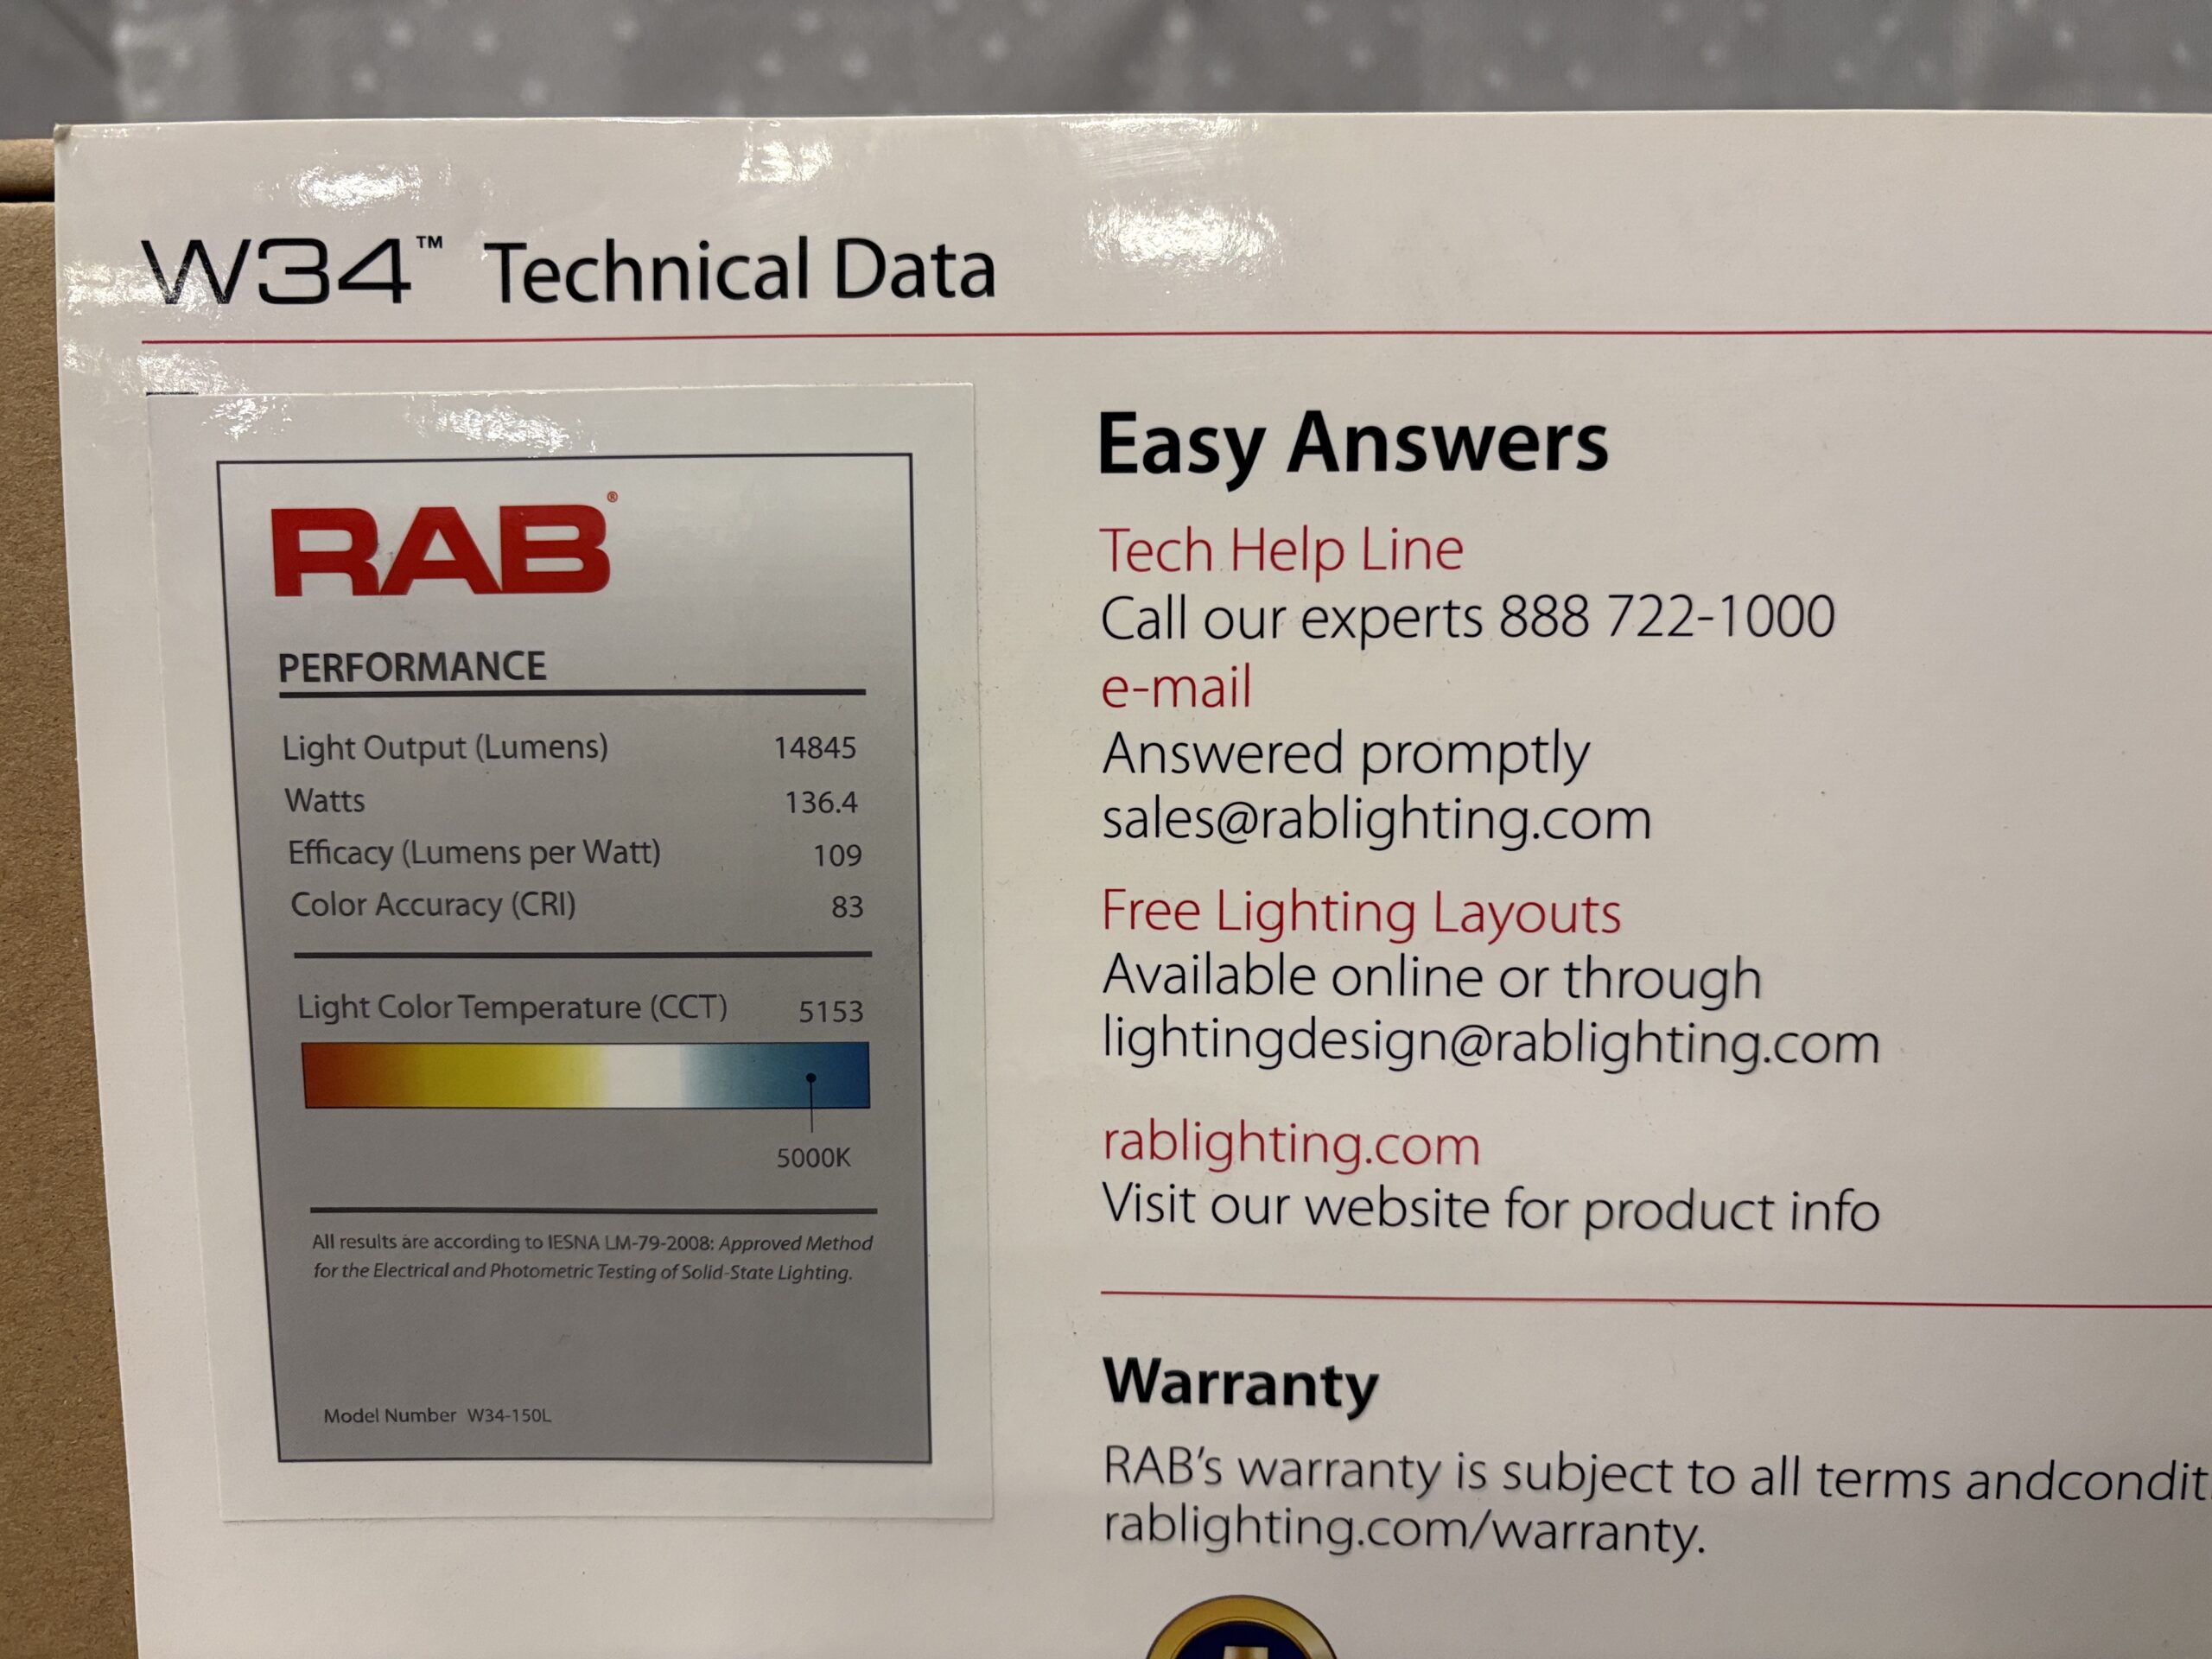 W34™ Technical Data
RAB®
PERFORMANCE
Light Output (Lumens) 14845
Watts 136.4
Efficacy (Lumens per Watt) 109
Color Accuracy (CRI) 83
Light Color Temperature (CCT) 5153
5000K
All results are according to IESNA LM-79-2008: Approved Method
for the Electrical and Photometric Testing of Solid-State Lighting.
Model Number W34-150L
Easy Answers
Tech Help Line
Call our experts 888 722-1000
e-mail
Answered promptly
sales@rablighting.com
Free Lighting Layouts
Available online or through
lightingdesign@rablighting.com
rablighting.com
Visit our website for product info
Warranty
RAB's warranty is subject to all terms andcondit
rablighting.com/warranty.